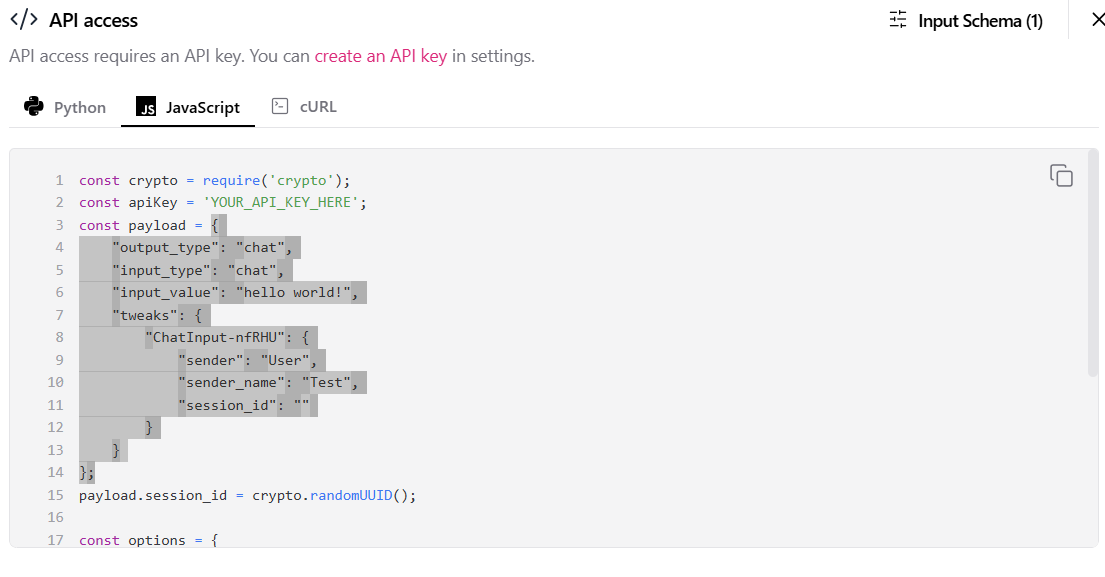 </> API access
Input Schema (1)
API access requires an API key. You can create an API key in settings.
Python JS JavaScript cURL
1 const crypto = require('crypto');
2 const apiKey = 'YOUR_API_KEY_HERE';
3 const payload = {
4     "output_type": "chat",
5     "input_type": "chat",
6     "input_value": "hello world!",
7     "tweaks": {
8         "ChatInput-nfRHU": {
9             "sender": "User",
10             "sender_name": "Test",
11             "session_id": ""
12         }
13     }
14 };
15 payload.session_id = crypto.randomUUID();
16
17 const options = {